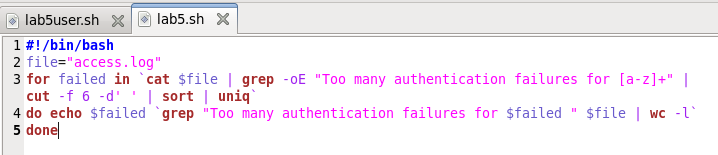 lab5user.sh lab5.sh
1 #!/bin/bash
2 file="access.log"
3 for failed in `cat $file | grep -oE "Too many authentication failures for [a-z]+" |
cut -f 6 -d' ' | sort | uniq`
4 do echo $failed `grep "Too many authentication failures for $failed " $file | wc -l`
5 done